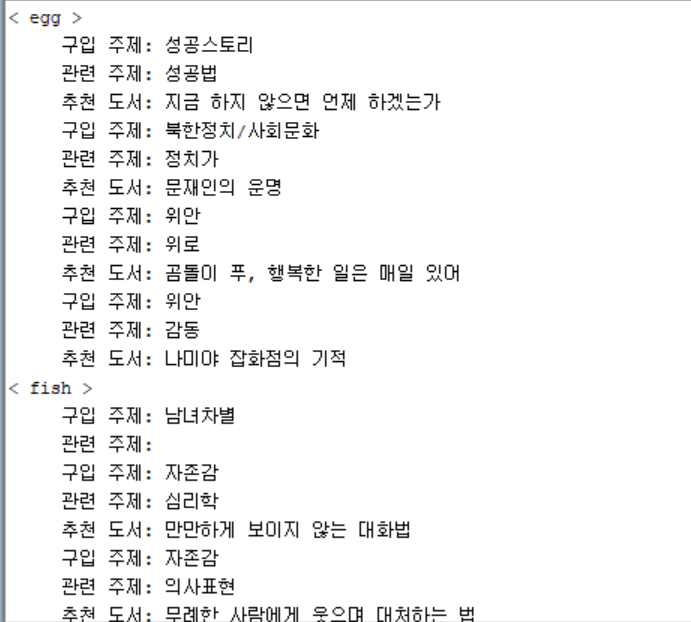 < egg >
구입 주제: 성공스토리
관련 주제: 성공법
추천 도서: 지금 하지 않으면 언제 하겠는가
구입 주제: 북한정치/사회문화
관련 주제: 정치가
추천 도서: 문재인의 운명
구입 주제: 위안
관련 주제: 위로
추천 도서: 곰돌이 푸, 행복한 일은 매일 있어
구입 주제: 위안
관련 주제: 감동
추천 도서: 나미야 잡화점의 기적
< fish >
구입 주제: 남녀차별
관련 주제:
구입 주제: 자존감
관련 주제: 심리학
추천 도서: 만만하게 보이지 않는 대화법
구입 주제: 자존감
관련 주제: 의사표현
추천 도서: 무례한 사람에게 웃으며 대처하는 법